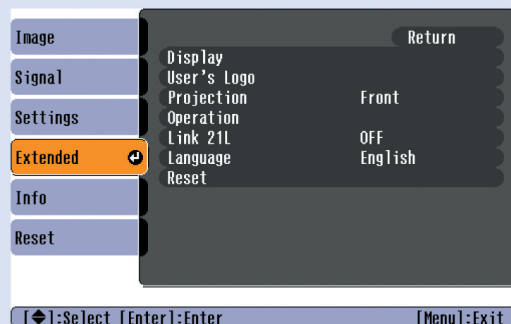 Image
Signal
Settings
Extended
Info
Reset
Return
Display
User's Logo
Projection Front
Operation
Link 21L OFF
Language English
Reset
[◆]:Select [Enter]:Enter [Menu]:Exit